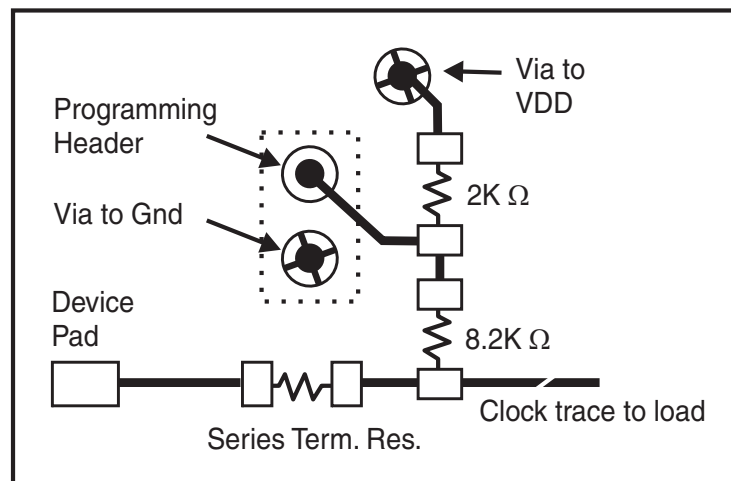 Via to
VDD
Programming
Header
2K Ω
Via to Gnd
Device
Pad
8.2K Ω
Clock trace to load
Series Term. Res.